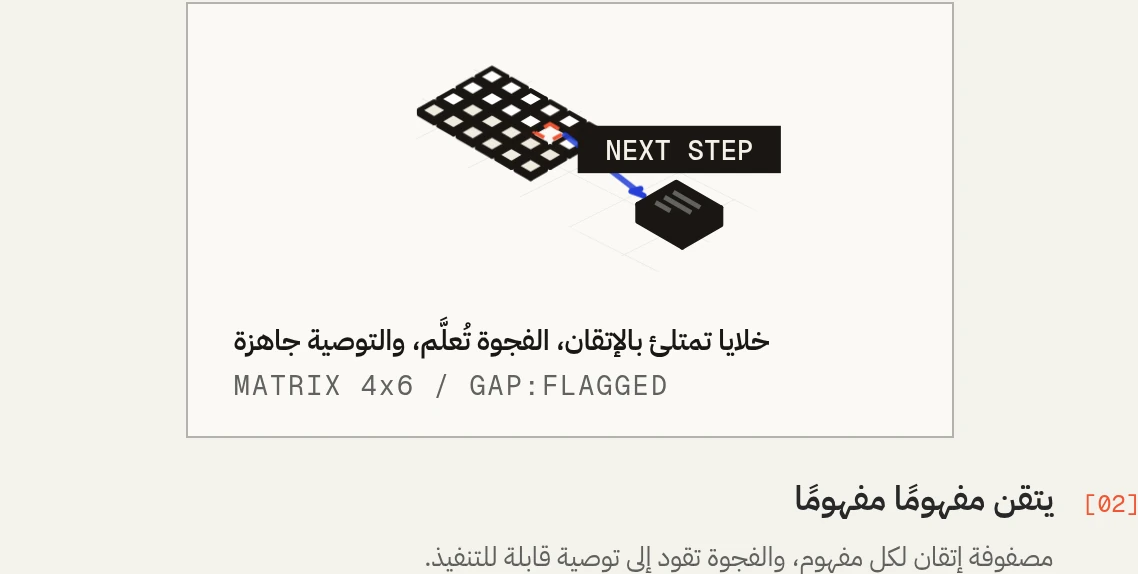 NEXT STEP
خلايا تمتلئ بالإتقان، الفجوة تُعلَّم، والتوصية جاهزة
MATRIX 4x6 / GAP:FLAGGED
[02] يتقن مفهومًا مفهومًا
مصفوفة إتقان لكل مفهوم، والفجوة تقود إلى توصية قابلة للتنفيذ.